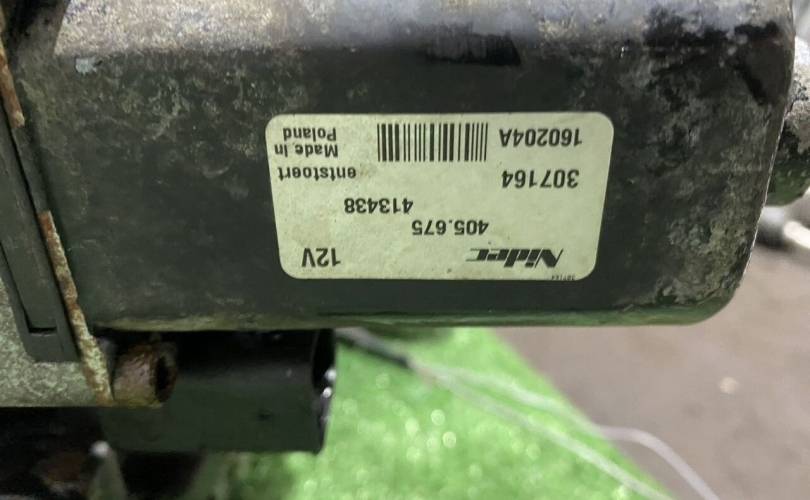 Nidec 12V
405.675
413438
307164 entstoert
160204A Made in
Poland